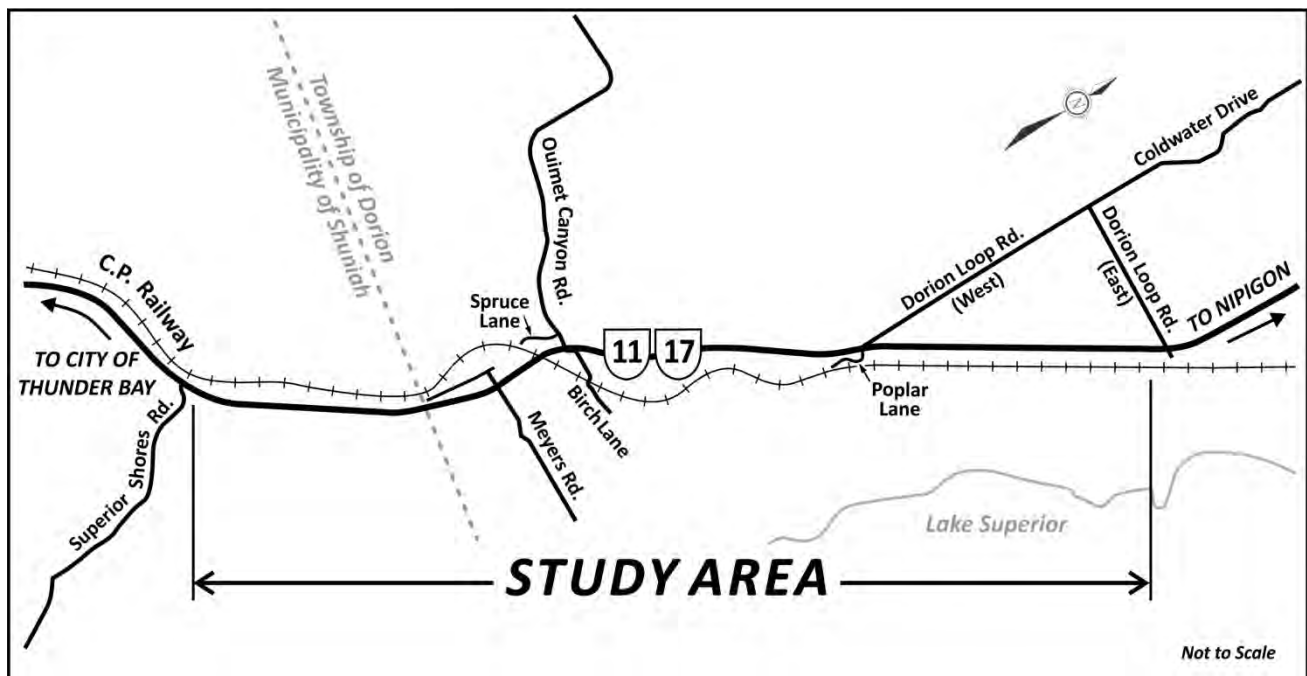 Township of Dorion
Municipality of Shuniah
Ouimet Canyon Rd.
N
Coldwater Drive
C.P. Railway
TO CITY OF
THUNDER BAY
Superior Shores Rd.
Spruce
Lane
11 17
Birch Lane
Meyers Rd.
Dorion Loop Rd.
(West)
Dorion Loop Rd.
(East)
TO NIPIGON
Poplar
Lane
Lake Superior
STUDY AREA
Not to Scale